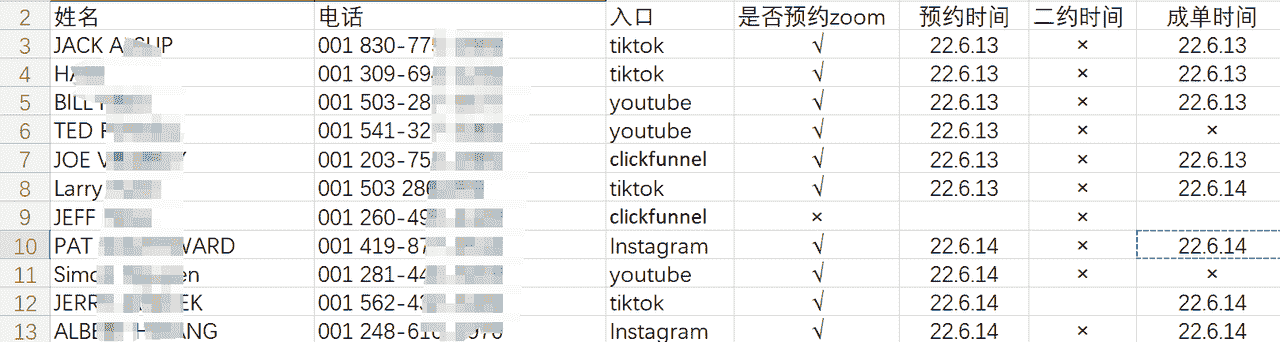 2 姓名 电话 入口 是否预约zoom 预约时间 二约时间 成单时间
3 JACK 001 830-77 tiktok √ 22.6.13 × 22.6.13
4 001 309-69 tiktok √ 22.6.13 × 22.6.13
5 BILL 001 503-28 youtube √ 22.6.13 × 22.6.13
6 TED 001 541-32 youtube √ 22.6.13 × ×
7 JOE 001 203-75 clickfunnel √ 22.6.13 × 22.6.13
8 Larry 001 503 28 tiktok √ 22.6.13 × 22.6.14
9 JEFF 001 260-49 clickfunnel × ×
10 PAT WARD 001 419-87 Instagram √ 22.6.14 × 22.6.14
11 001 281-44 youtube √ 22.6.14 × ×
12 001 562-43 tiktok √ 22.6.14 22.6.14
13 001 248-61 Instagram √ 22.6.14 × 22.6.14